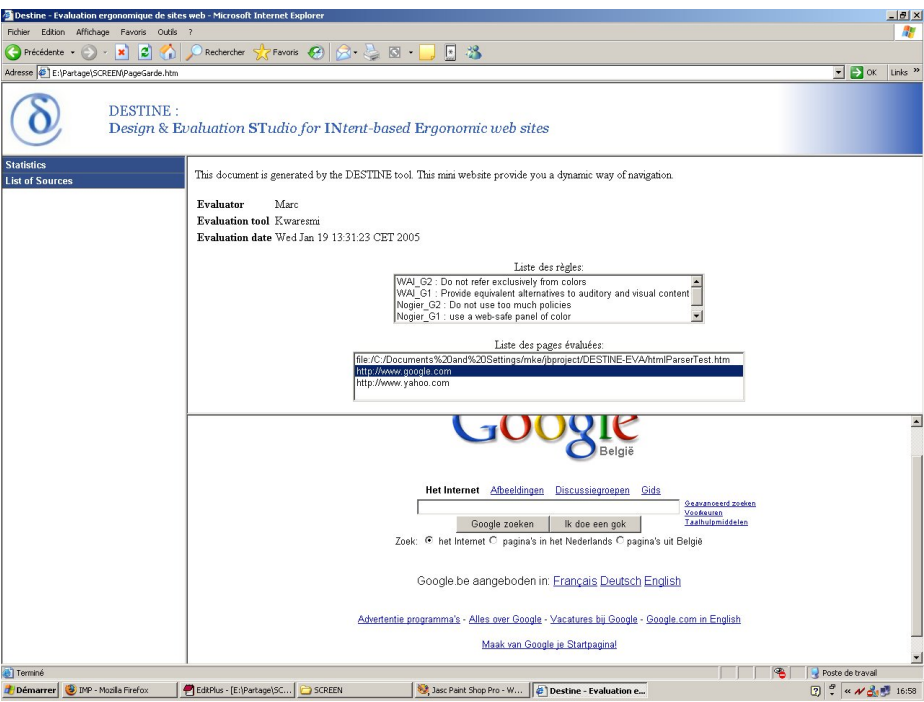 Destine - Evaluation ergonomique de sites web - Microsoft Internet Explorer
Fichier Edition Affichage Favoris Outils ?
Précédente Rechercher Favoris
Adresse E:\Partage\SCREEN\PageGarde.htm OK Links »
δ
DESTINE :
Design & Evaluation STudio for INtent-based Ergonomic web sites
Statistics
List of Sources
This document is generated by the DESTINE tool. This mini website provide you a dynamic way of navigation.
Evaluator Marc
Evaluation tool Kwaresmi
Evaluation date Wed Jan 19 13:31:23 CET 2005
Liste des règles:
WAI_G2 : Do not refer exclusively from colors
WAI_G1 : Provide equivalent alternatives to auditory and visual content
Nogier_G2 : Do not use too much policies
Nogier_G1 : use a web-safe panel of color
Liste des pages évaluées:
file:/C:/Documents%20and%20Settings/mke/jbproject/DESTINE-EVA/htmlParserTest.htm
http://www.google.com
http://www.yahoo.com
Google
België
Het Internet Afbeeldingen Discussiegroepen Gids
Geavanceerd zoeken
Voorkeuren
Taalhulpmiddelen
Google zoeken Ik doe een gok
Zoek: het Internet pagina's in het Nederlands pagina's uit België
Google.be aangeboden in: Français Deutsch English
Advertentie programma's - Alles over Google - Vacatures bij Google - Google.com in English
Maak van Google je Startpagina!
Terminé Poste de travail
Démarrer IMP - Mozilla Firefox EditPlus - [E:\Partage\SC... SCREEN Jasc Paint Shop Pro - W... Destine - Evaluation e... ? « 16:58